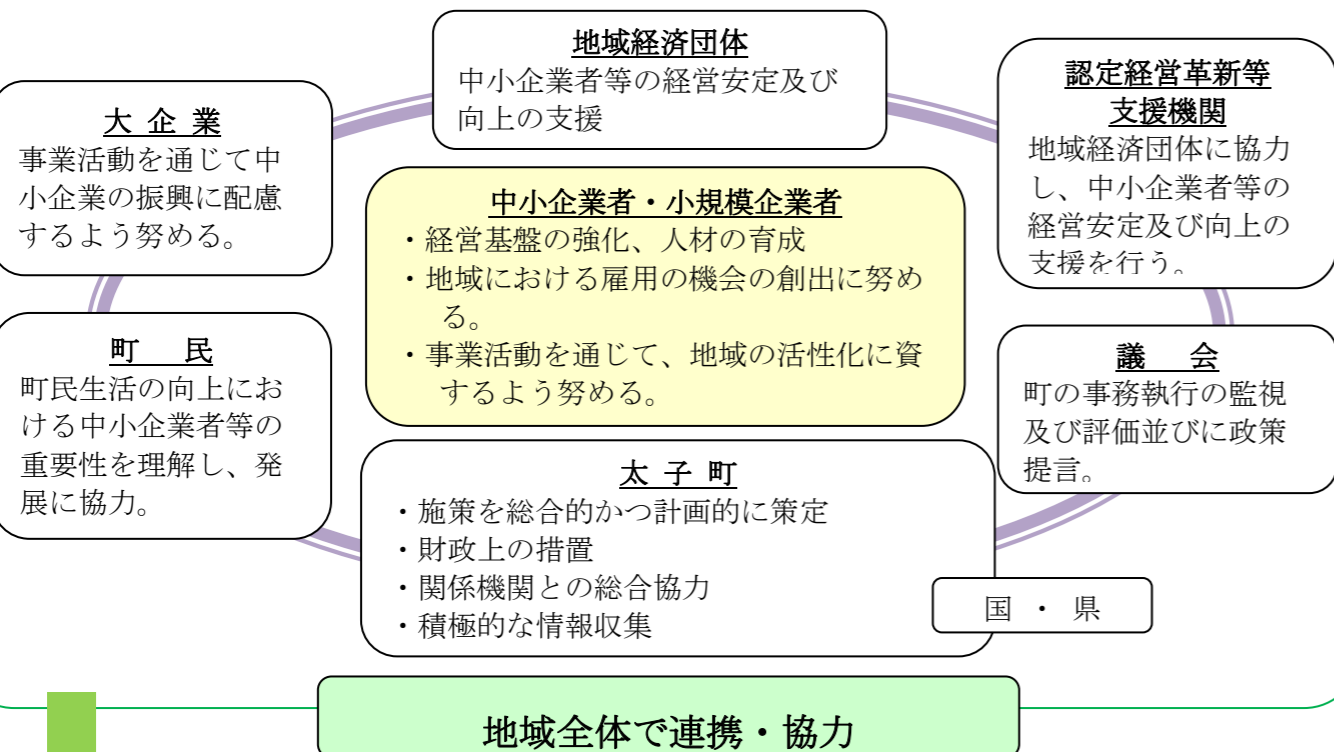 地域経済団体
中小企業者等の経営安定及び
向上の支援
認定経営革新等
支援機関
地域経済団体に協力
し、中小企業者等の
経営安定及び向上の
支援を行う。
大 企 業
事業活動を通じて中
小企業の振興に配慮
するよう努める。
中小企業者・小規模企業者
・経営基盤の強化、人材の育成
・地域における雇用の機会の創出に努め
る。
・事業活動を通じて、地域の活性化に資
するよう努める。
町 民
町民生活の向上にお
ける中小企業者等の
重要性を理解し、発
展に協力。
議 会
町の事務執行の監視
及び評価並びに政策
提言。
太 子 町
・施策を総合的かつ計画的に策定
・財政上の措置
・関係機関との総合協力
・積極的な情報収集
国 ・ 県
地域全体で連携・協力